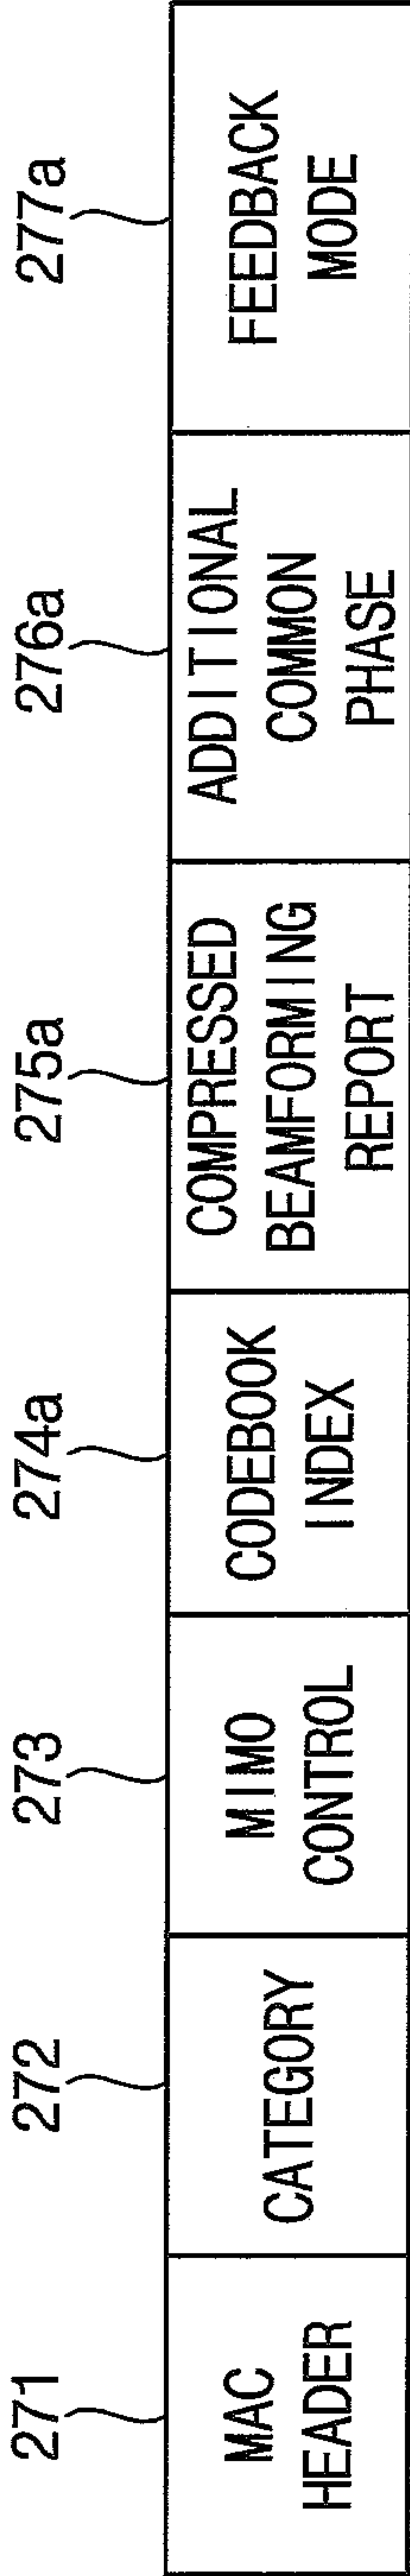 271
272
273
274a
275a
276a
277a
MAC
HEADER
CATEGORY
MIMO
CONTROL
CODEBOOK
INDEX
COMPRESSED
BEAMFORMING
REPORT
ADDITIONAL
COMMON
PHASE
FEEDBACK
MODE